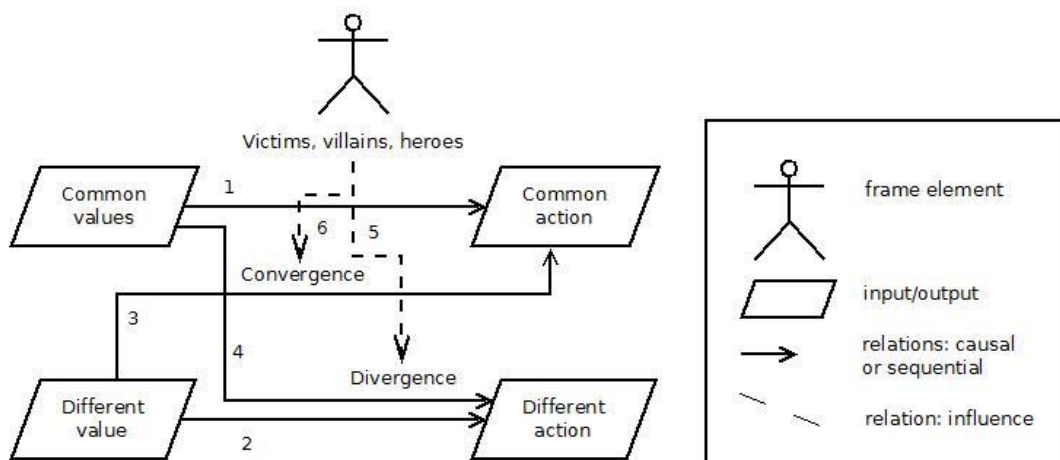 Victims, villains, heroes
Common
values
1
Common
action
6
5
Convergence
3
4
Divergence
Different
value
2
Different
action
frame element
input/output
relations: causal
or sequential
relation: influence